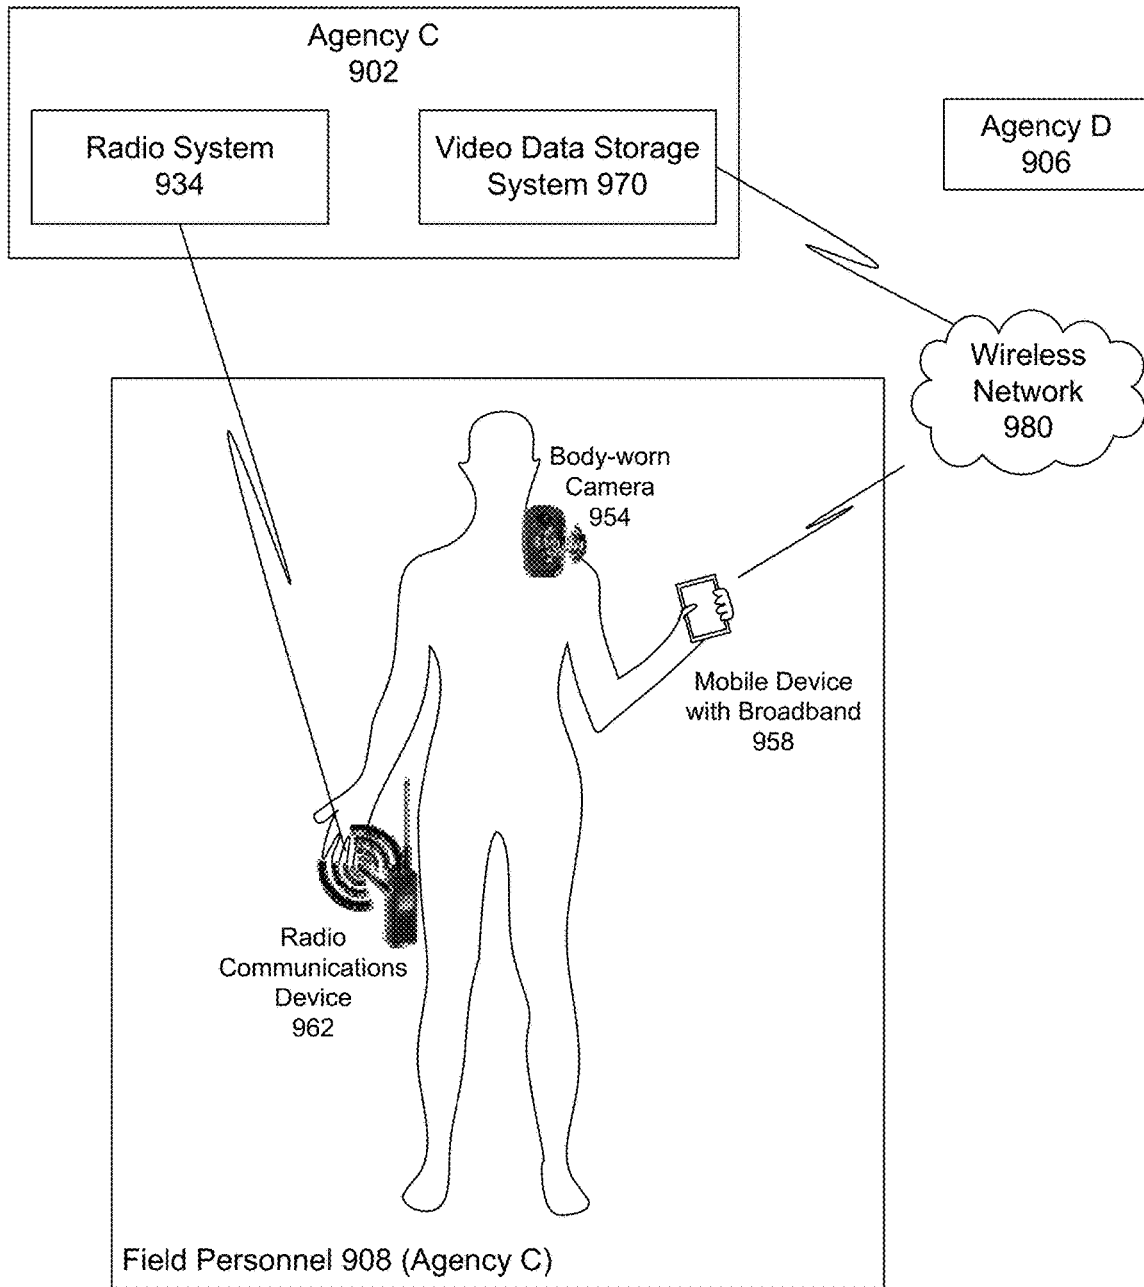 Agency C
902
Radio System
934
Video Data Storage
System 970
Agency D
906
Wireless
Network
980
Body-worn
Camera
954
Mobile Device
with Broadband
958
Radio
Communications
Device
962
Field Personnel 908 (Agency C)